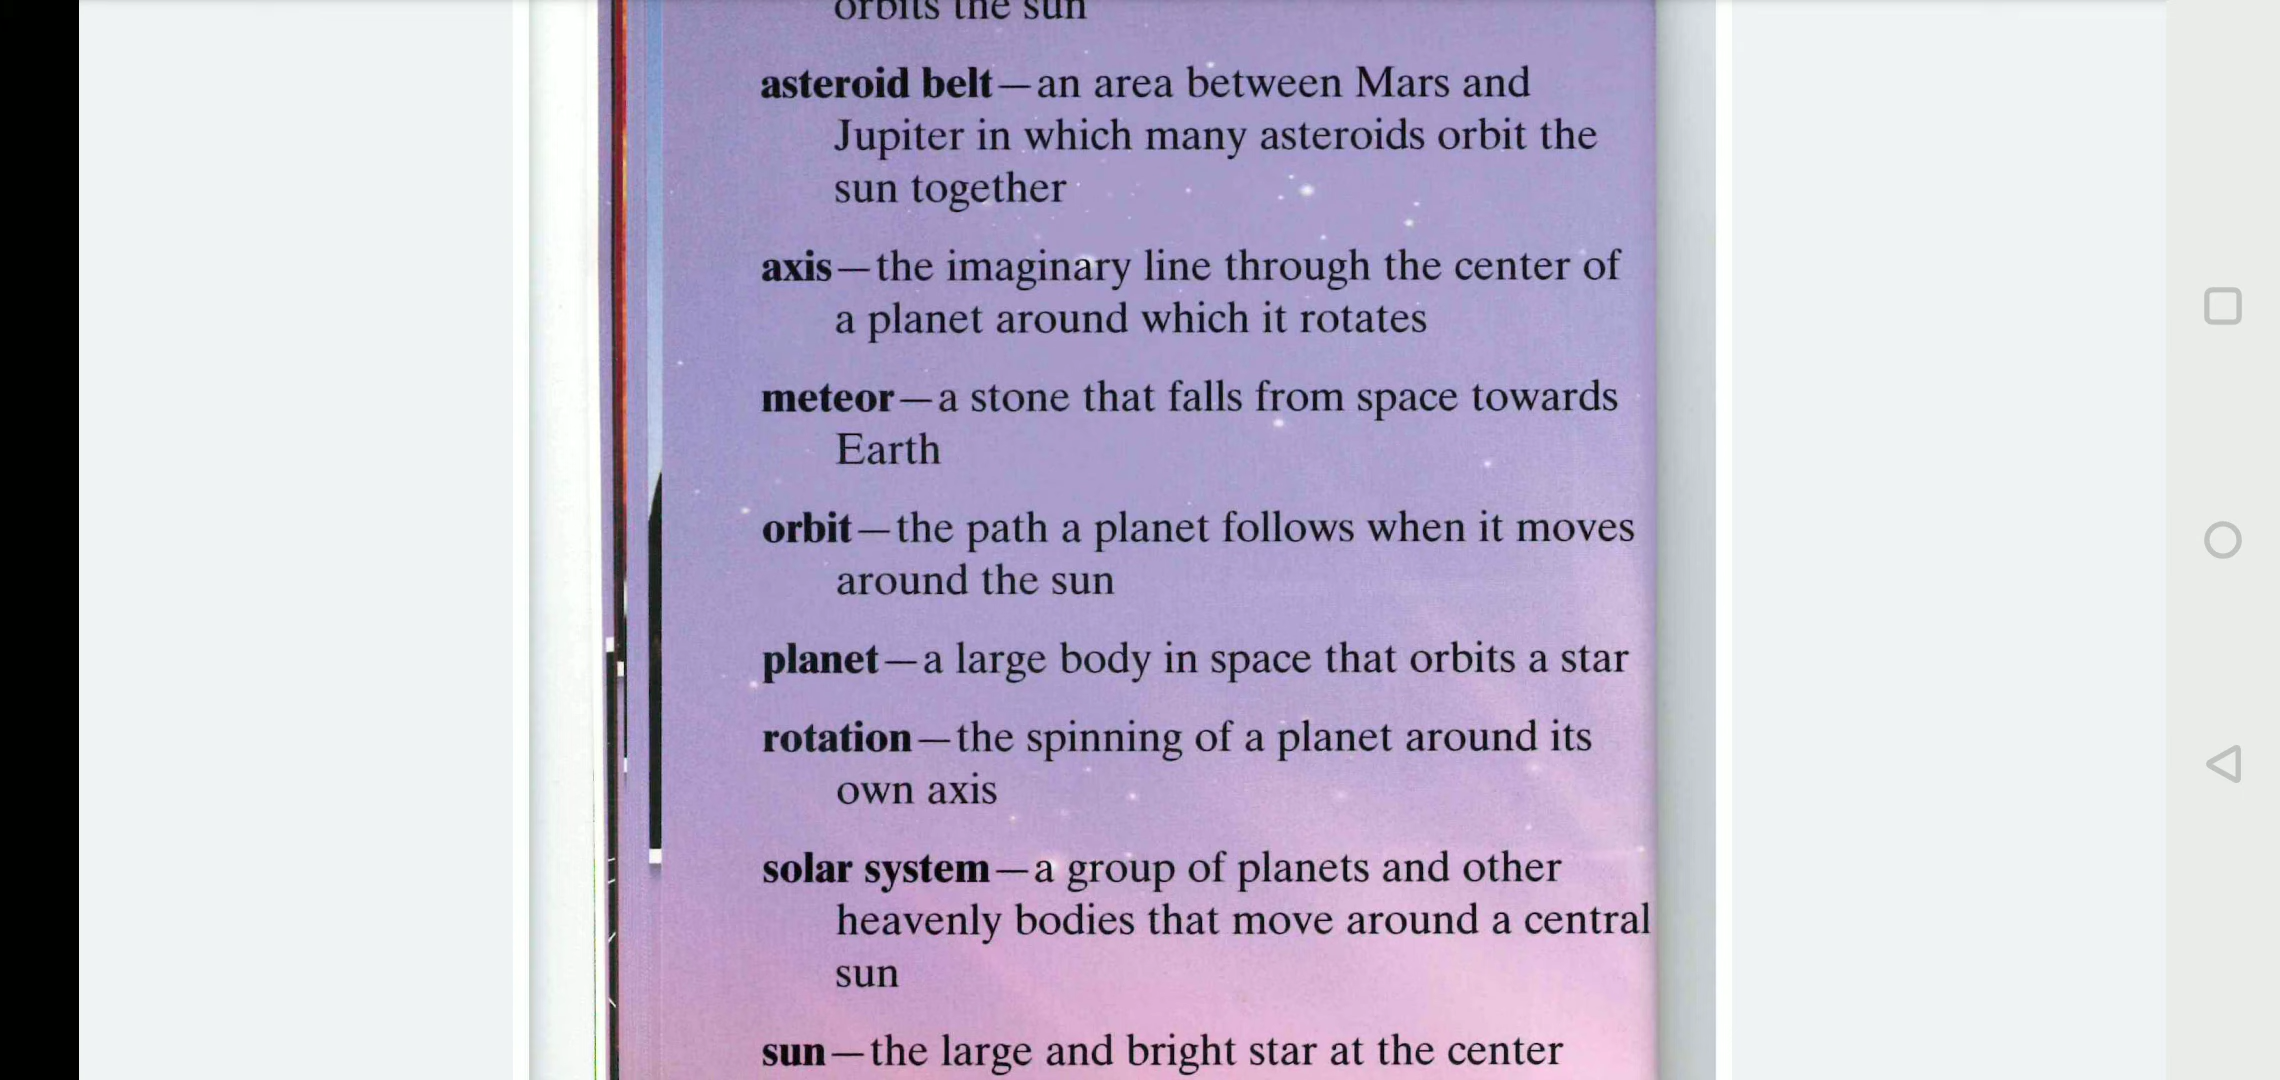 orbits the sun
asteroid belt—an area between Mars and
Jupiter in which many asteroids orbit the
sun together
axis—the imaginary line through the center of
a planet around which it rotates
meteor—a stone that falls from space towards
Earth
orbit—the path a planet follows when it moves
around the sun
planet—a large body in space that orbits a star
rotation—the spinning of a planet around its
own axis
solar system—a group of planets and other
heavenly bodies that move around a central
sun
sun—the large and bright star at the center